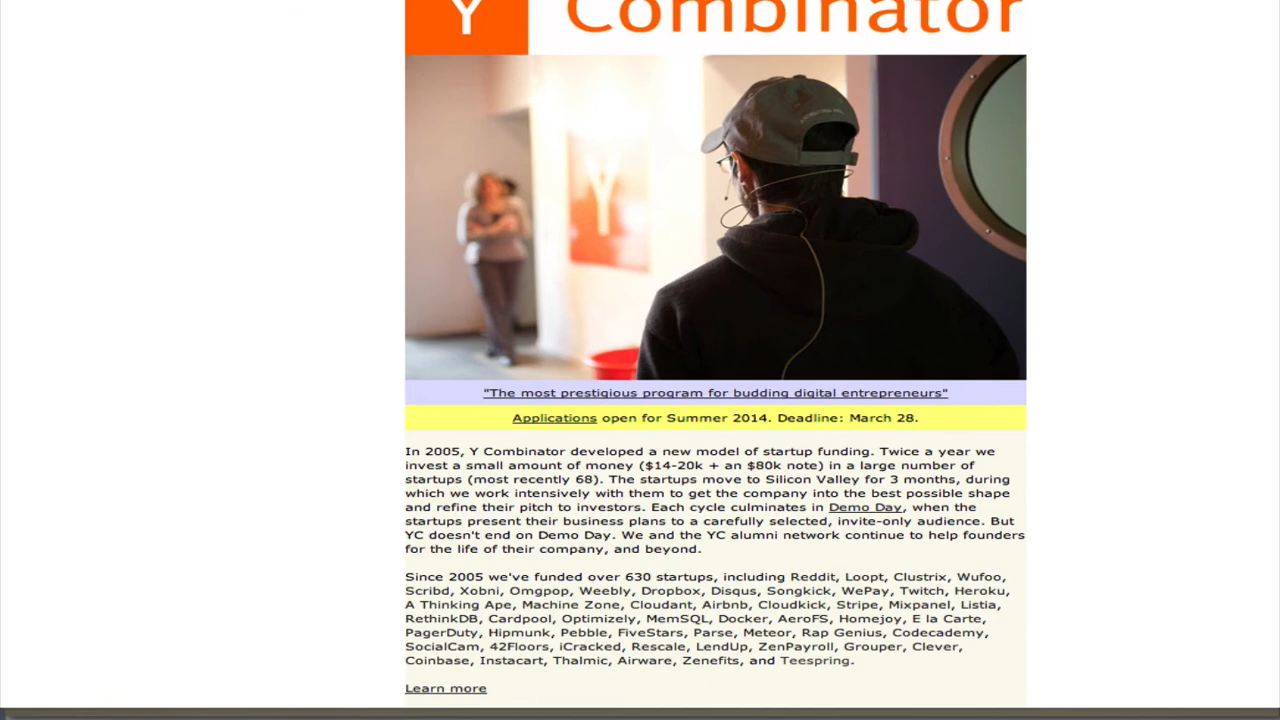 Y Combinator
"The most prestigious program for budding digital entrepreneurs"
Applications open for Summer 2014. Deadline: March 28.
In 2005, Y Combinator developed a new model of startup funding. Twice a year we
invest a small amount of money ($14-20k + an $80k note) in a large number of
startups (most recently 68). The startups move to Silicon Valley for 3 months, during
which we work intensively with them to get the company into the best possible shape
and refine their pitch to investors. Each cycle culminates in Demo Day, when the
startups present their business plans to a carefully selected, invite-only audience. But
YC doesn't end on Demo Day. We and the YC alumni network continue to help founders
for the life of their company, and beyond.
Since 2005 we've funded over 630 startups, including Reddit, Loopt, Clustrix, Wufoo,
Scribd, Xobni, Omgpop, Weebly, Dropbox, Disqus, Songkick, WePay, Twitch, Heroku,
A Thinking Ape, Machine Zone, Cloudant, Airbnb, Cloudkick, Stripe, Mixpanel, Listia,
RethinkDB, Cardpool, Optimizely, MemSQL, Docker, AeroFS, Homejoy, E la Carte,
PagerDuty, Hipmunk, Pebble, FiveStars, Parse, Meteor, Rap Genius, Codecademy,
SocialCam, 42Floors, iCracked, Rescale, LendUp, ZenPayroll, Grouper, Clever,
Coinbase, Instacart, Thalmic, Airware, Zenefits, and Teespring.
Learn more